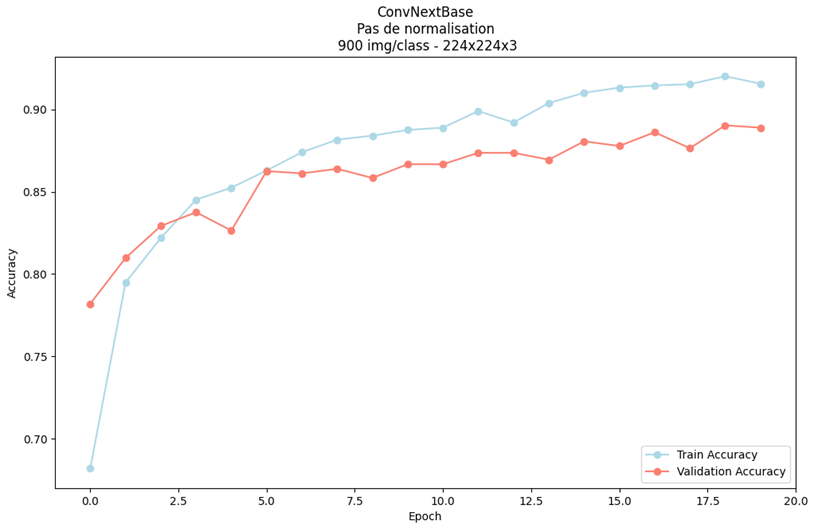 ConvNextBase
Pas de normalisation
900 img/class - 224x224x3
Accuracy
0.90
0.85
0.80
0.75
0.70
0.0 2.5 5.0 7.5 10.0 12.5 15.0 17.5 20.0
Epoch
Train Accuracy
Validation Accuracy